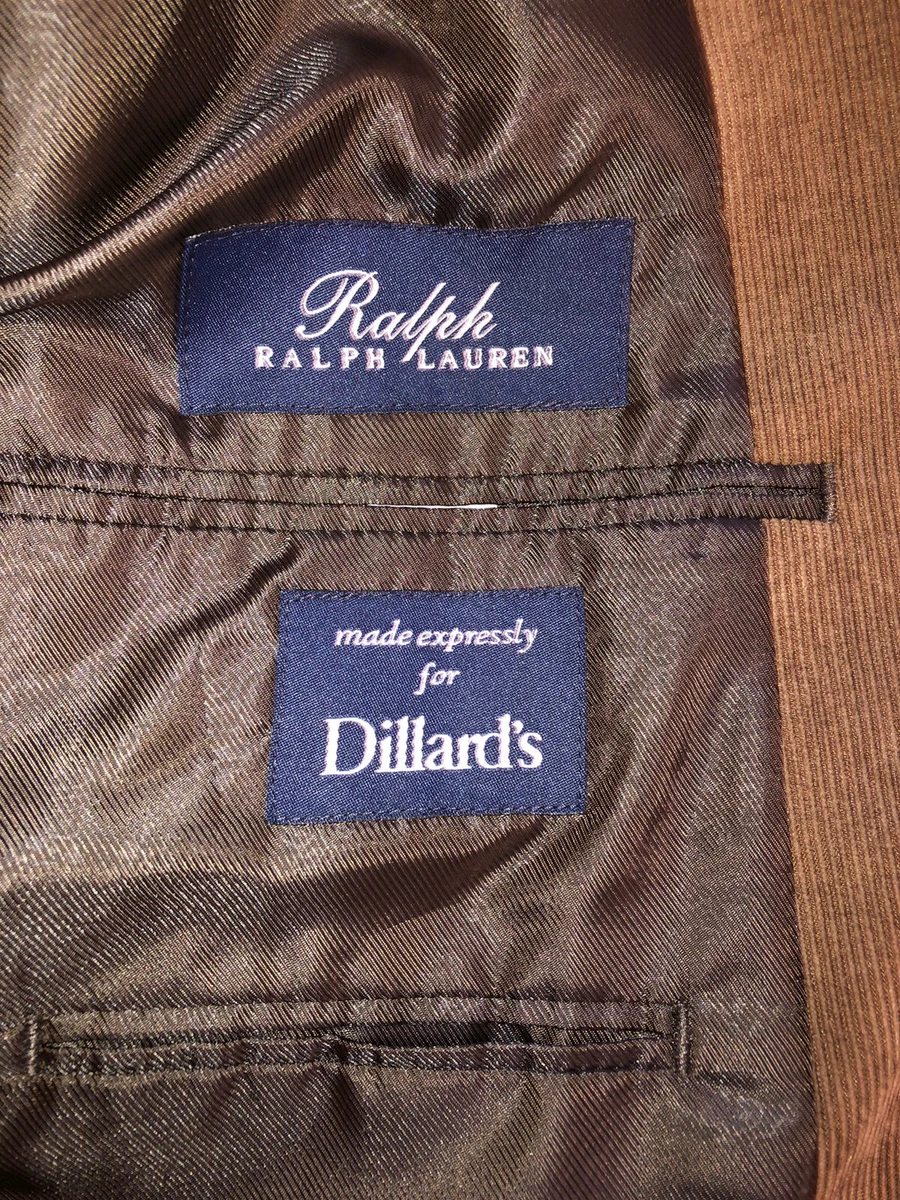 Ralph
RALPH LAUREN
made expressly
for
Dillard's